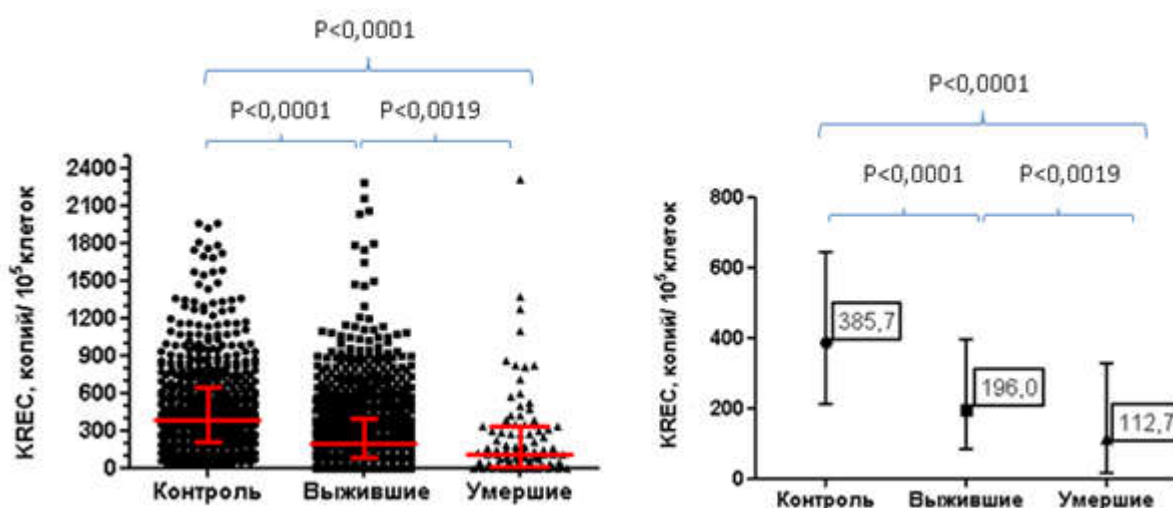 P<0,0001
P<0,0001 P<0,0019
KREC, копий/ 10⁵клеток
2400
2100
1800
1500
1200
900
600
300
0
Контроль Выжившие Умершие
P<0,0001
P<0,0001 P<0,0019
KREC, копий/ 10⁵клеток
800
600
400
200
0
385,7
196,0
112,7
Контроль Выжившие Умершие